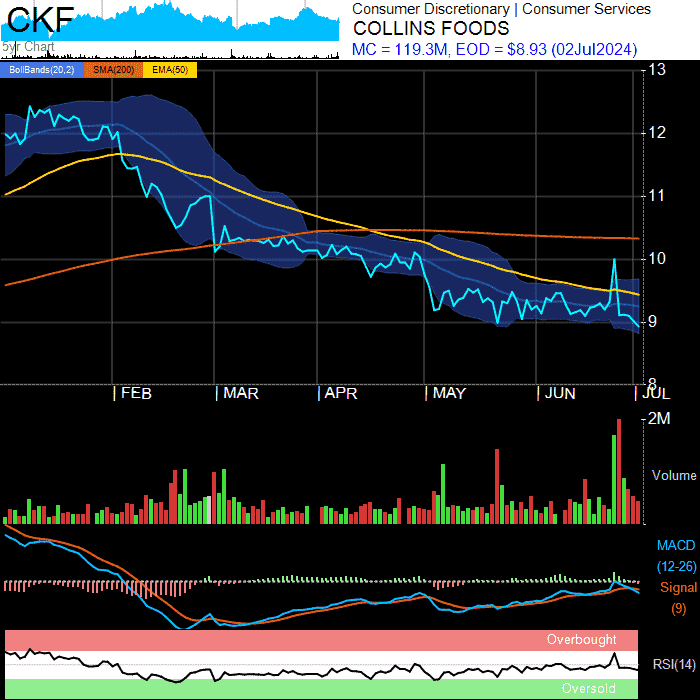 CKF
5yr Chart
Consumer Discretionary | Consumer Services
COLLINS FOODS
MC = 119.3M, EOD = $8.93 (02Jul2024)
BollBands(20,2) SMA(200) EMA(50)
13
12
11
10
9
8
FEB MAR APR MAY JUN JUL
2M
Volume
MACD
(12-26)
Signal
(9)
Overbought
RSI(14)
Oversold